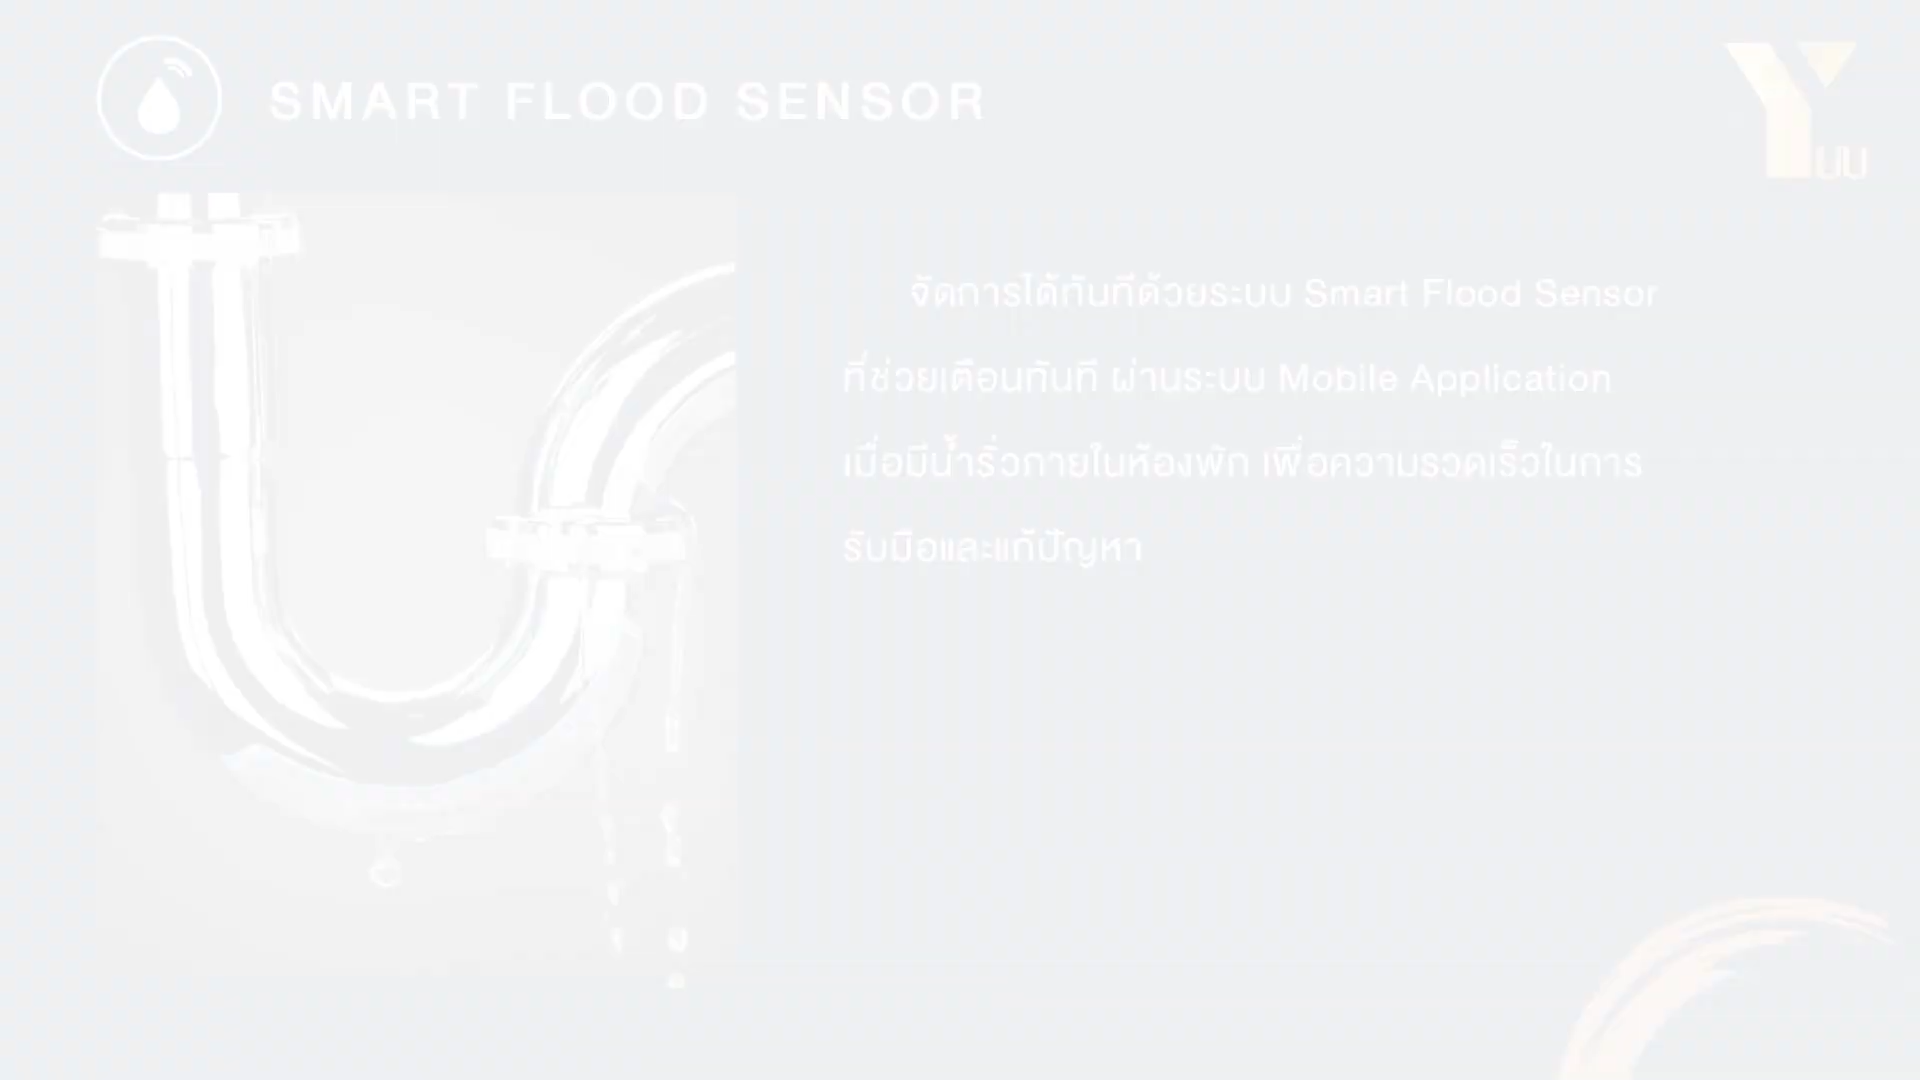 SMART FLOOD SENSOR
Yuu
จัดการได้ทันทีด้วยระบบ Smart Flood Sensor
ที่ช่วยเตือนทันที ผ่านระบบ Mobile Application
เมื่อมีน้ำรั่วภายในห้องพัก เพื่อความรวดเร็วในการ
รับมือและแก้ปัญหา